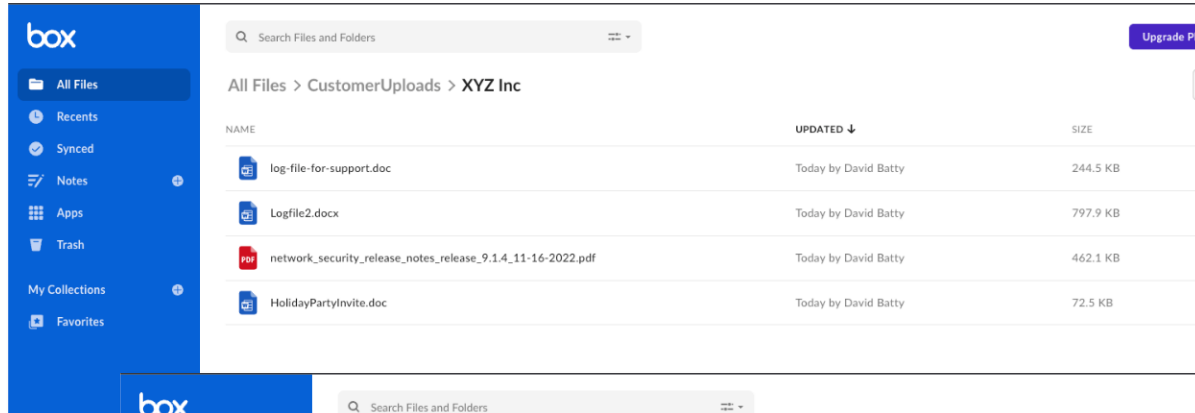 box
Search Files and Folders
Upgrade Pl
All Files
All Files > CustomerUploads > XYZ Inc
Recents
NAME UPDATED ↓ SIZE
Synced
log-file-for-support.doc Today by David Batty 244.5 KB
Notes
Logfile2.docx Today by David Batty 797.9 KB
Apps
Trash
PDF network_security_release_notes_release_9.1.4_11-16-2022.pdf Today by David Batty 462.1 KB
My Collections
HolidayPartyInvite.doc Today by David Batty 72.5 KB
Favorites
box
Search Files and Folders